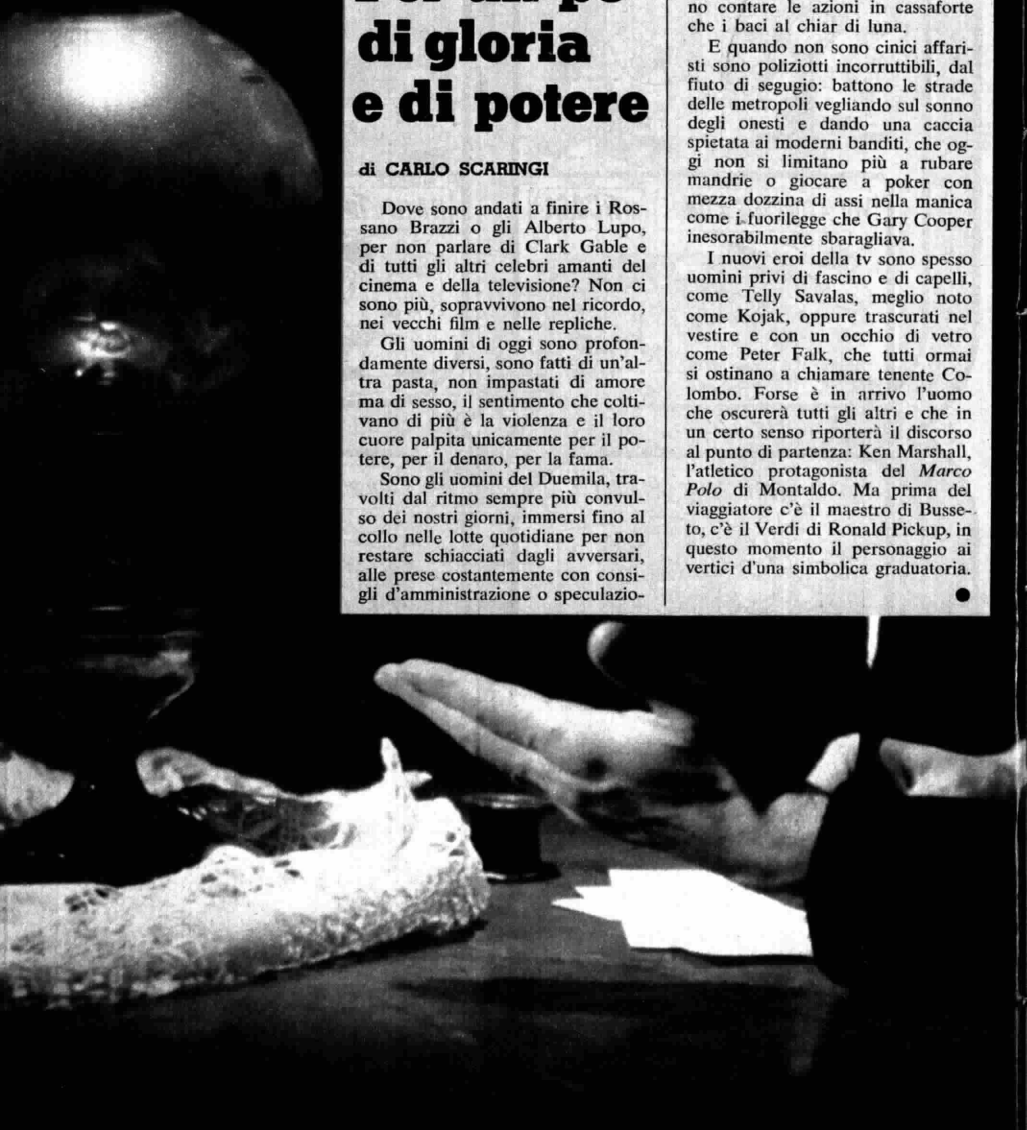 di gloria
e di potere
di CARLO SCARINGI
Dove sono andati a finire i Ros-
sano Brazzi o gli Alberto Lupo,
per non parlare di Clark Gable e
di tutti gli altri celebri amanti del
cinema e della televisione? Non ci
sono più, sopravvivono nel ricordo,
nei vecchi film e nelle repliche.
Gli uomini di oggi sono profon-
damente diversi, sono fatti di un'al-
tra pasta, non impastati di amore
ma di sesso, il sentimento che colti-
vano di più è la violenza e il loro
cuore palpita unicamente per il po-
tere, per il denaro, per la fama.
Sono gli uomini del Duemila, tra-
volti dal ritmo sempre più convul-
so dei nostri giorni, immersi fino al
collo nelle lotte quotidiane per non
restare schiacciati dagli avversari,
alle prese costantemente con consi-
gli d'amministrazione o speculazio-
no contare le azioni in cassaforte
che i baci al chiar di luna.
E quando non sono cinici affari-
sti sono poliziotti incorruttibili, dal
fiuto di segugio: battono le strade
delle metropoli vegliando sul sonno
degli onesti e dando una caccia
spietata ai moderni banditi, che og-
gi non si limitano più a rubare
mandrie o giocare a poker con
mezza dozzina di assi nella manica
come i fuorilegge che Gary Cooper
inesorabilmente sbaragliava.
I nuovi eroi della tv sono spesso
uomini privi di fascino e di capelli,
come Telly Savalas, meglio noto
come Kojak, oppure trascurati nel
vestire e con un occhio di vetro
come Peter Falk, che tutti ormai
si ostinano a chiamare tenente Co-
lombo. Forse è in arrivo l'uomo
che oscurerà tutti gli altri e che in
un certo senso riporterà il discorso
al punto di partenza: Ken Marshall,
l'atletico protagonista del Marco
Polo di Montaldo. Ma prima del
viaggiatore c'è il maestro di Busse-
to, c'è il Verdi di Ronald Pickup, in
questo momento il personaggio ai
vertici d'una simbolica graduatoria.